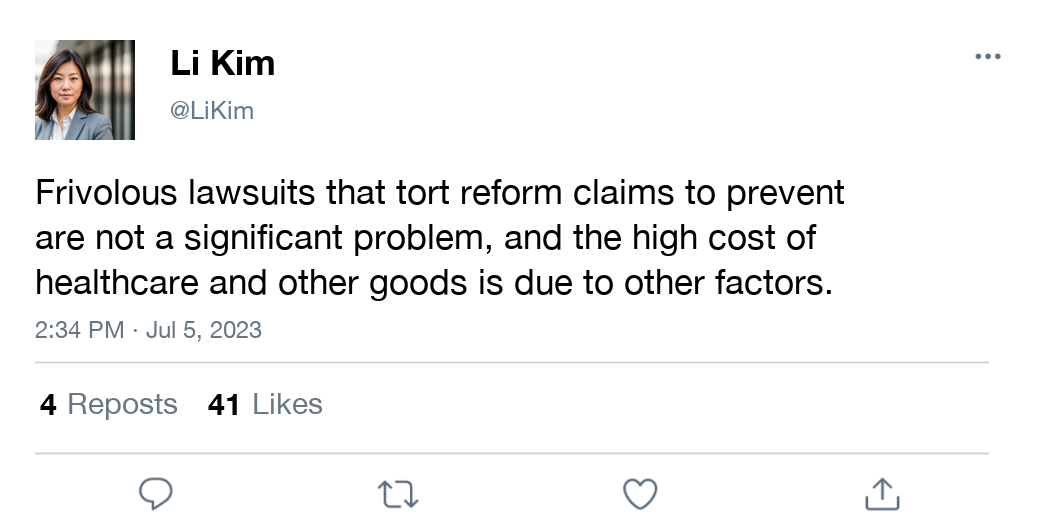 Li Kim
@LiKim
Frivolous lawsuits that tort reform claims to prevent
are not a significant problem, and the high cost of
healthcare and other goods is due to other factors.
2:34 PM · Jul 5, 2023
4 Reposts 41 Likes